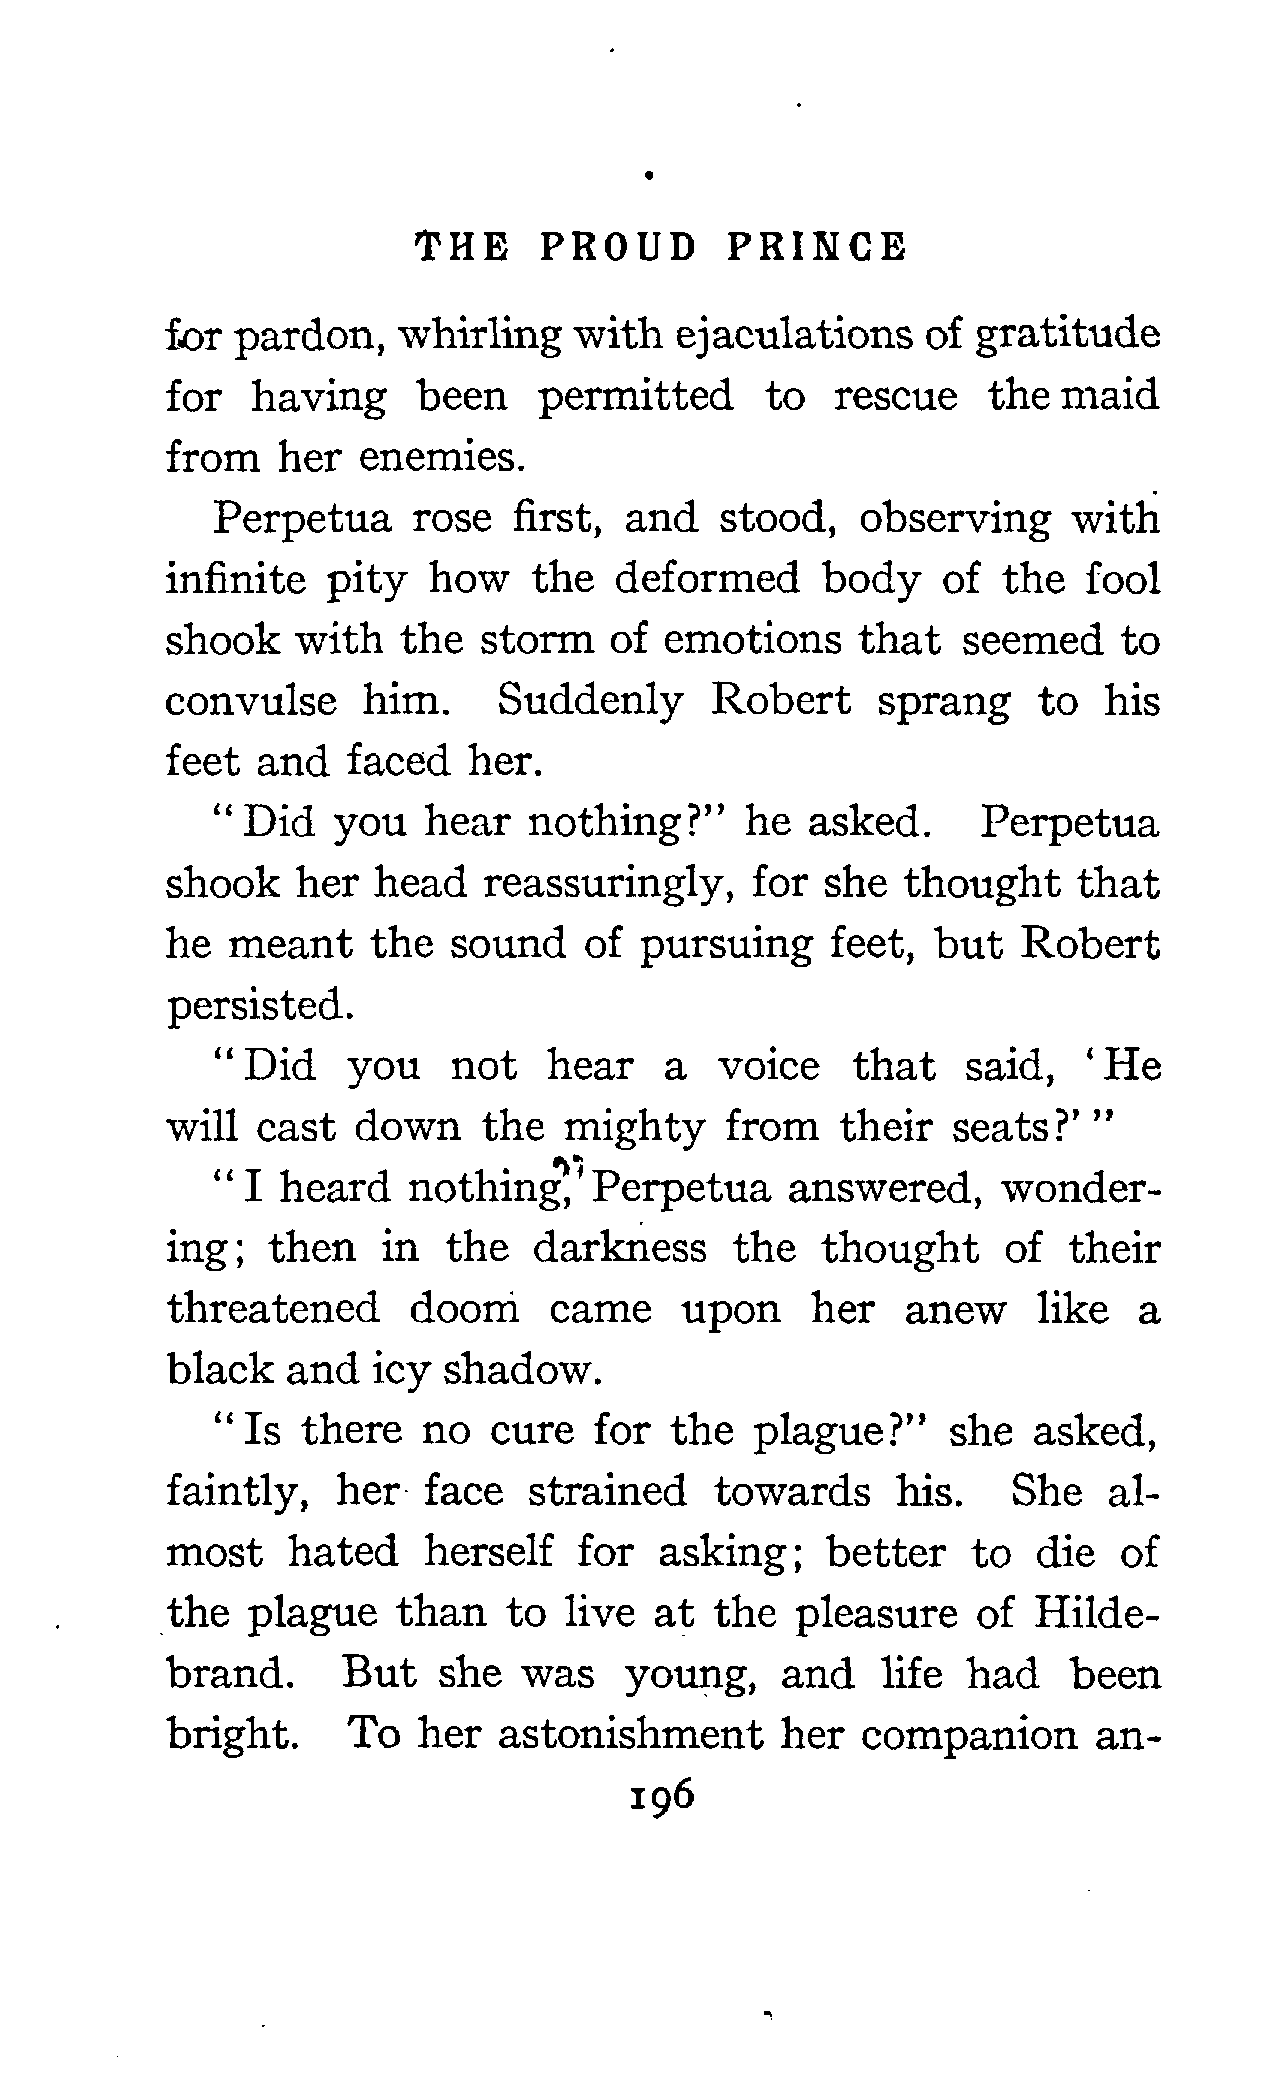 THE PROUD PRINCE
for pardon, whirling with ejaculations of gratitude
for having been permitted to rescue the maid
from her enemies.
Perpetua rose first, and stood, observing with
infinite pity how the deformed body of the fool
shook with the storm of emotions that seemed to
convulse him. Suddenly Robert sprang to his
feet and faced her.
"Did you hear nothing?" he asked. Perpetua
shook her head reassuringly, for she thought that
he meant the sound of pursuing feet, but Robert
persisted.
"Did you not hear a voice that said, 'He
will cast down the mighty from their seats?'"
"I heard nothing," Perpetua answered, wonder-
ing; then in the darkness the thought of their
threatened doom came upon her anew like a
black and icy shadow.
"Is there no cure for the plague?" she asked,
faintly, her face strained towards his. She al-
most hated herself for asking; better to die of
the plague than to live at the pleasure of Hilde-
brand. But she was young, and life had been
bright. To her astonishment her companion an-
196